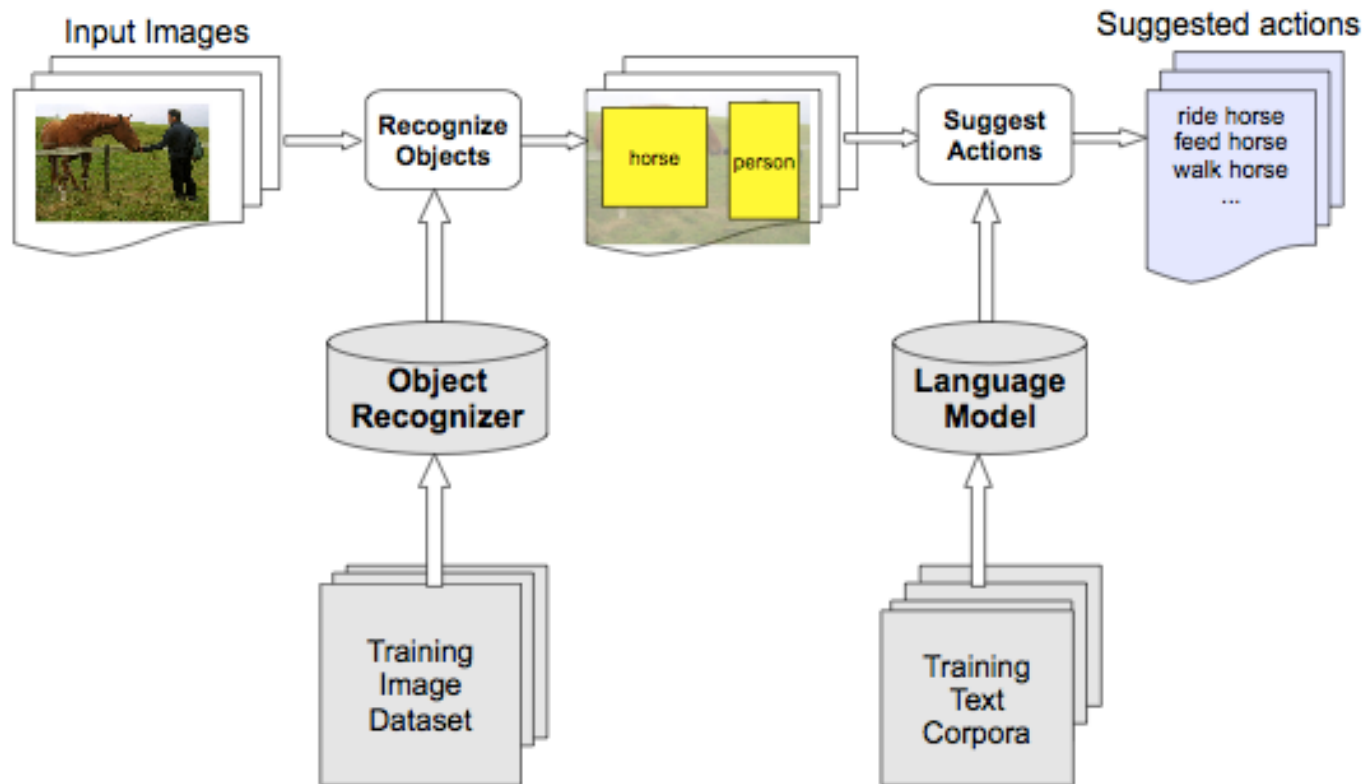 Input Images
Suggested actions
Recognize
Objects
horse
person
Suggest
Actions
ride horse
feed horse
walk horse
...
Object
Recognizer
Language
Model
Training
Image
Dataset
Training
Text
Corpora